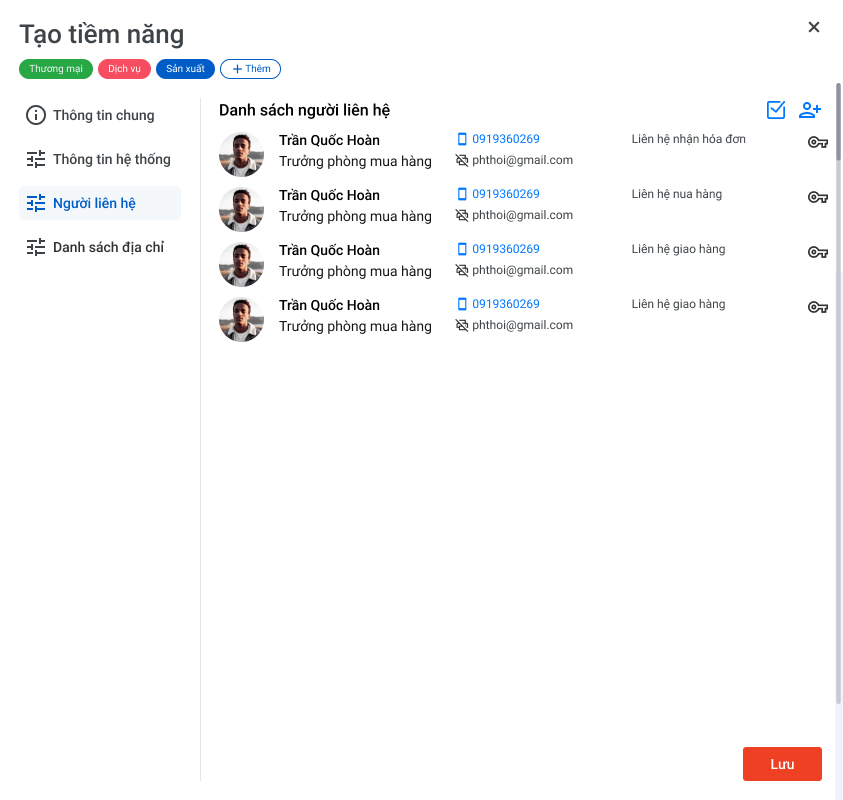 Tạo tiềm năng
Thương mại
Dịch vụ
Sản xuất
Thêm
Thông tin chung
Thông tin hệ thống
Người liên hệ
Danh sách địa chỉ
Danh sách người liên hệ
Trần Quốc Hoàn
0919360269
Liên hệ nhận hóa đơn
Trưởng phòng mua hàng
phthoi@gmail.com
Trần Quốc Hoàn
0919360269
Liên hệ nua hàng
Trưởng phòng mua hàng
phthoi@gmail.com
Trần Quốc Hoàn
0919360269
Liên hệ giao hàng
Trưởng phòng mua hàng
phthoi@gmail.com
Trần Quốc Hoàn
0919360269
Liên hệ giao hàng
Trưởng phòng mua hàng
phthoi@gmail.com
Lưu